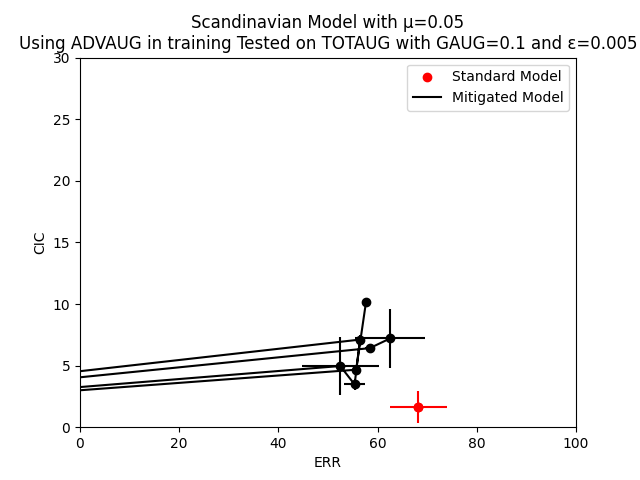 Scandinavian Model with μ=0.05
Using ADVAUG in training Tested on TOTAUG with GAUG=0.1 and ε=0.005
Standard Model
Mitigated Model
30
25
20
15
10
5
0
CIC
0 20 40 60 80 100
ERR